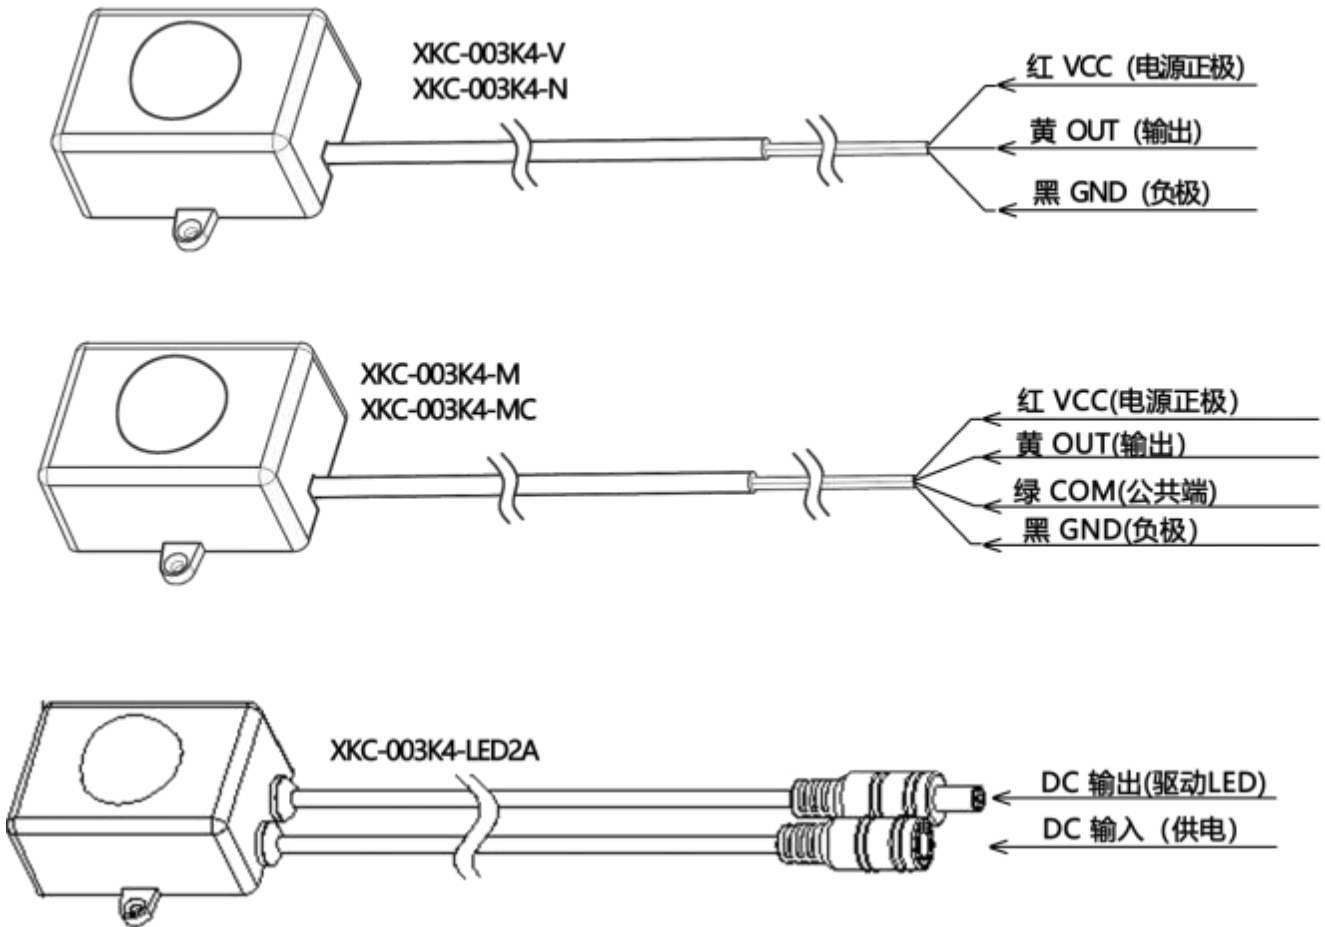 XKC-003K4-V
XKC-003K4-N
红 VCC (电源正极)
黄 OUT (输出)
黑 GND (负极)
XKC-003K4-M
XKC-003K4-MC
红 VCC(电源正极)
黄 OUT(输出)
绿 COM(公共端)
黑 GND(负极)
XKC-003K4-LED2A
DC 输出(驱动LED)
DC 输入 (供电)